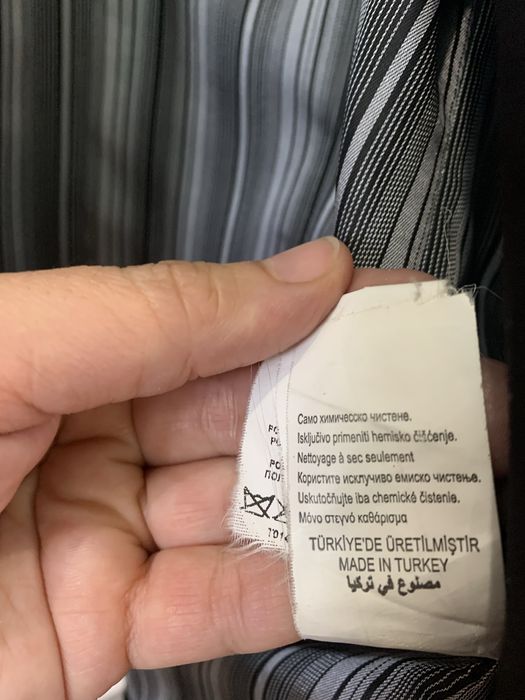 Само химическо чистене.
Isključivo primeniti hemisko čišćenje.
Nettoyage à sec seulement
Користите исклучиво емиско чистење.
Uskutočňujte iba chemické čistenie.
Μόνο στεγνό καθάρισμα
TÜRKİYE'DE ÜRETİLMİŞTİR
MADE IN TURKEY
مصنوع في تركيا